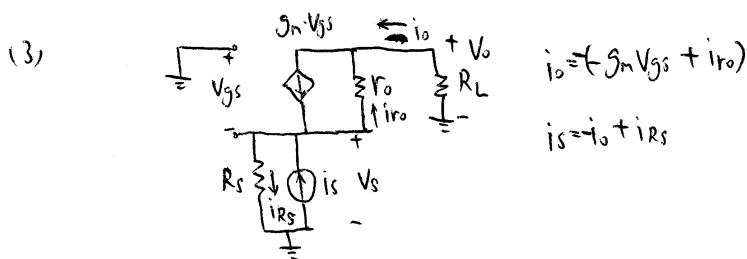 (3)
gm·Vgs
io
+ Vo
io=(-gmVgs + iro)
+
Vgs
ro
RL
iro
-
is=-io + iRs
-
+
Rs
is
Vs
iRs
-